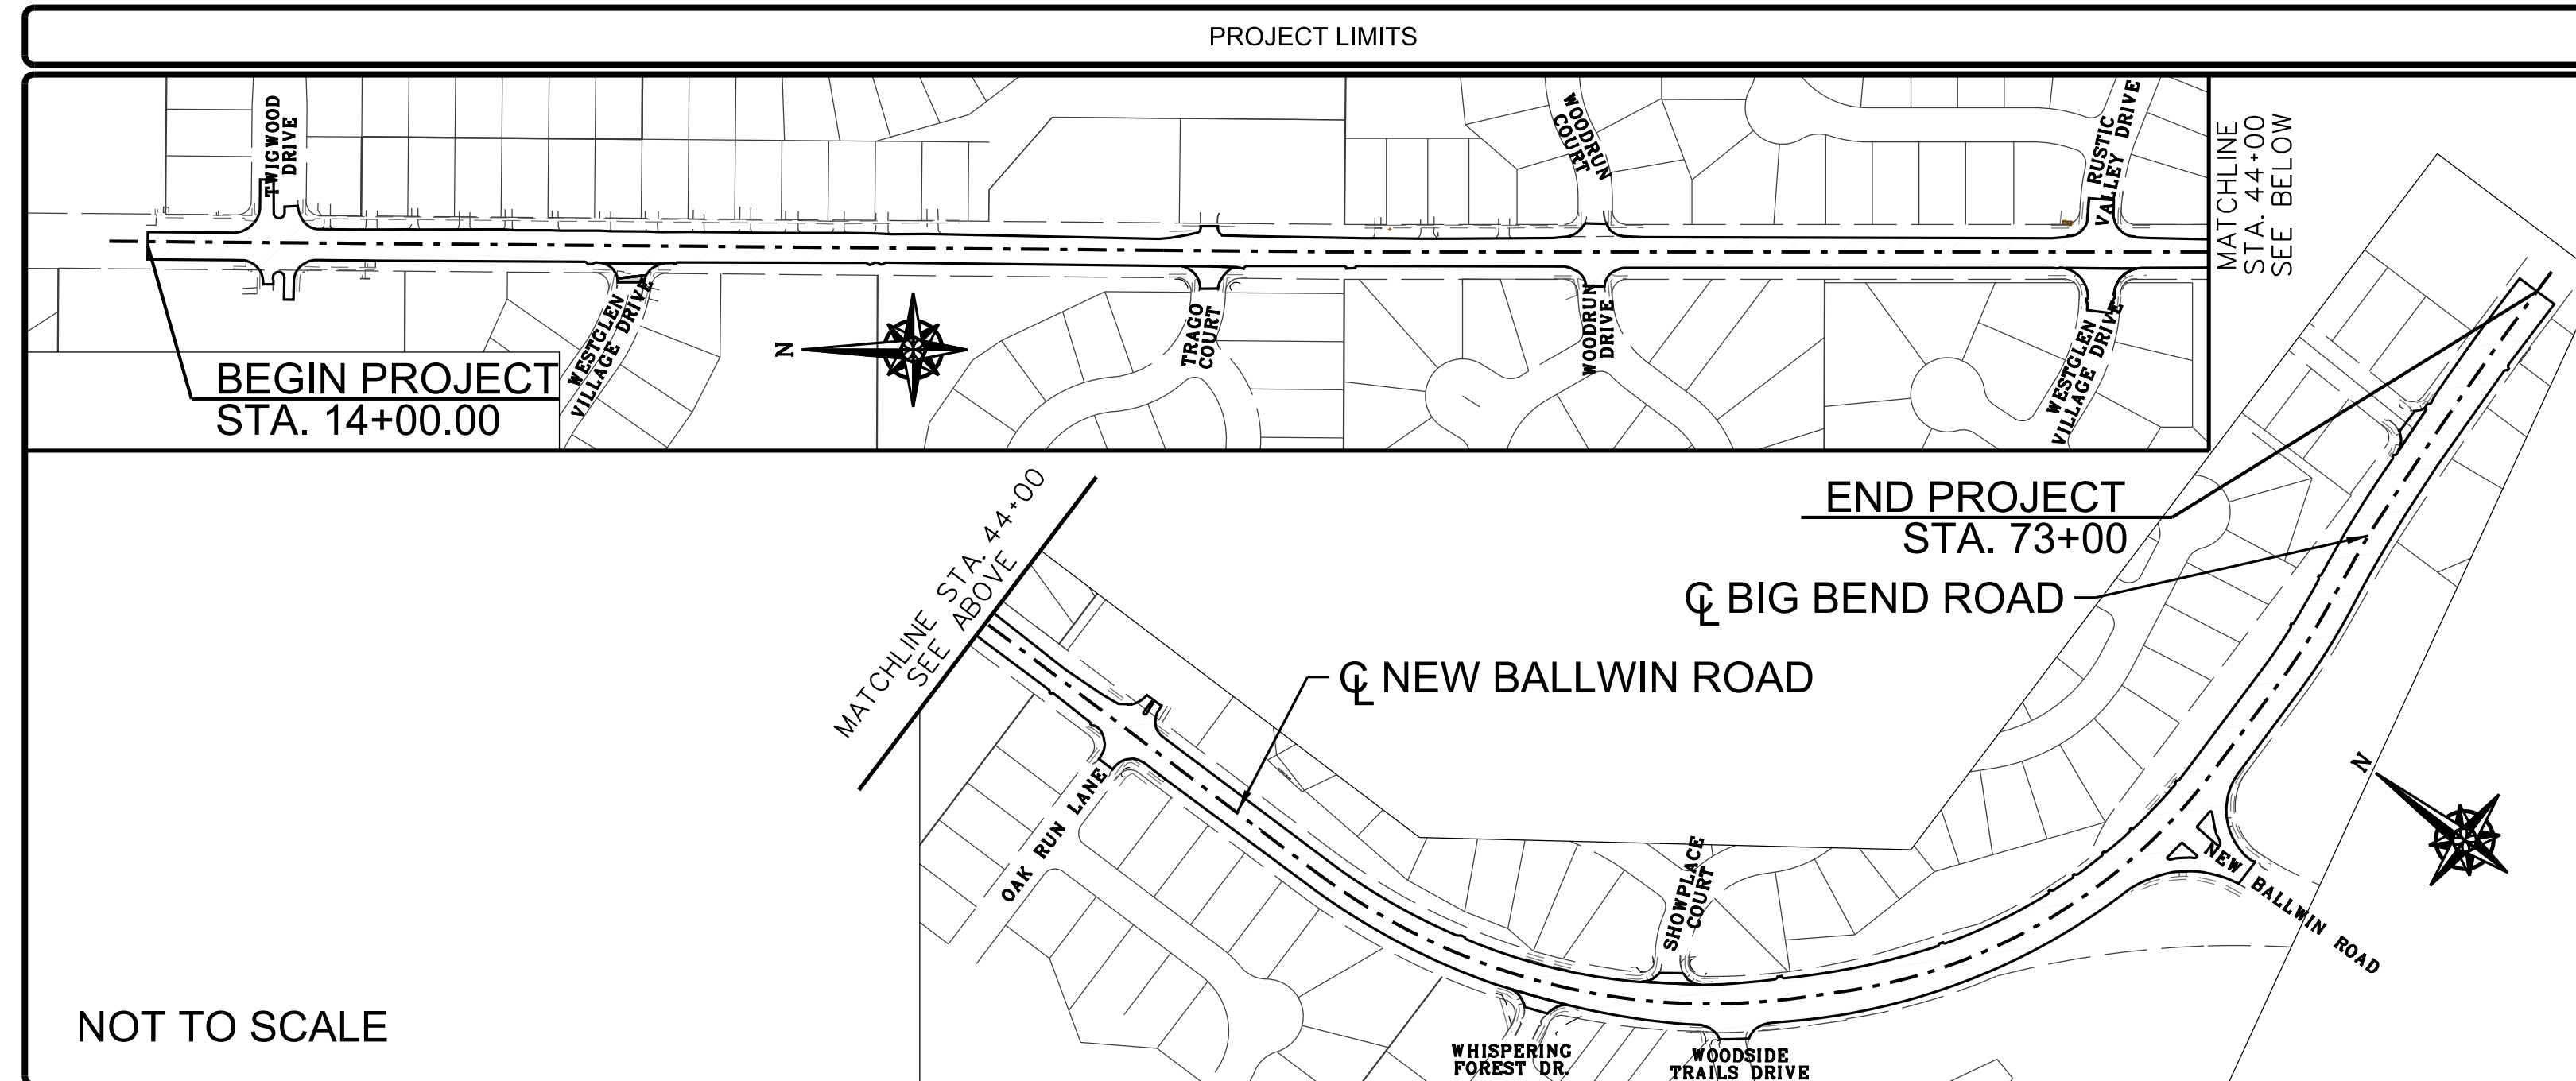 PROJECT LIMITS
TWIGWOOD
DRIVE
WOODRUN
COURT
RUSTIC
VALLEY DRIVE
MATCHLINE
STA. 44+00
SEE BELOW
BEGIN PROJECT
STA. 14+00.00
WESTGLEN
VILLAGE DRIVE
N
TRAGO
COURT
WOODRUN
DRIVE
WESTGLEN
VILLAGE DRIVE
MATCHLINE STA. 44+00
SEE ABOVE
END PROJECT
STA. 73+00
℄ BIG BEND ROAD
℄ NEW BALLWIN ROAD
OAK RUN LANE
SHOWPLACE
COURT
N
NEW BALLWIN ROAD
WHISPERING
FOREST DR.
WOODSIDE
TRAILS DRIVE
NOT TO SCALE